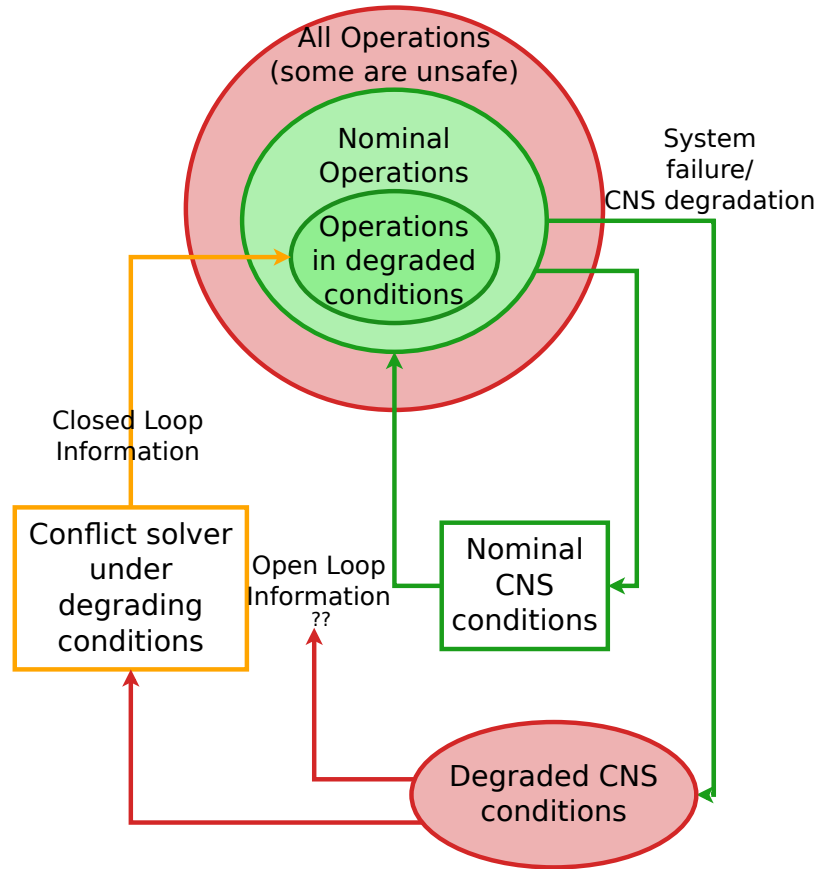 All Operations
(some are unsafe)
Nominal
Operations
Operations
in degraded
conditions
System
failure/
CNS degradation
Closed Loop
Information
Conflict solver
under
degrading
conditions
Open Loop
Information
??
Nominal
CNS
conditions
Degraded CNS
conditions